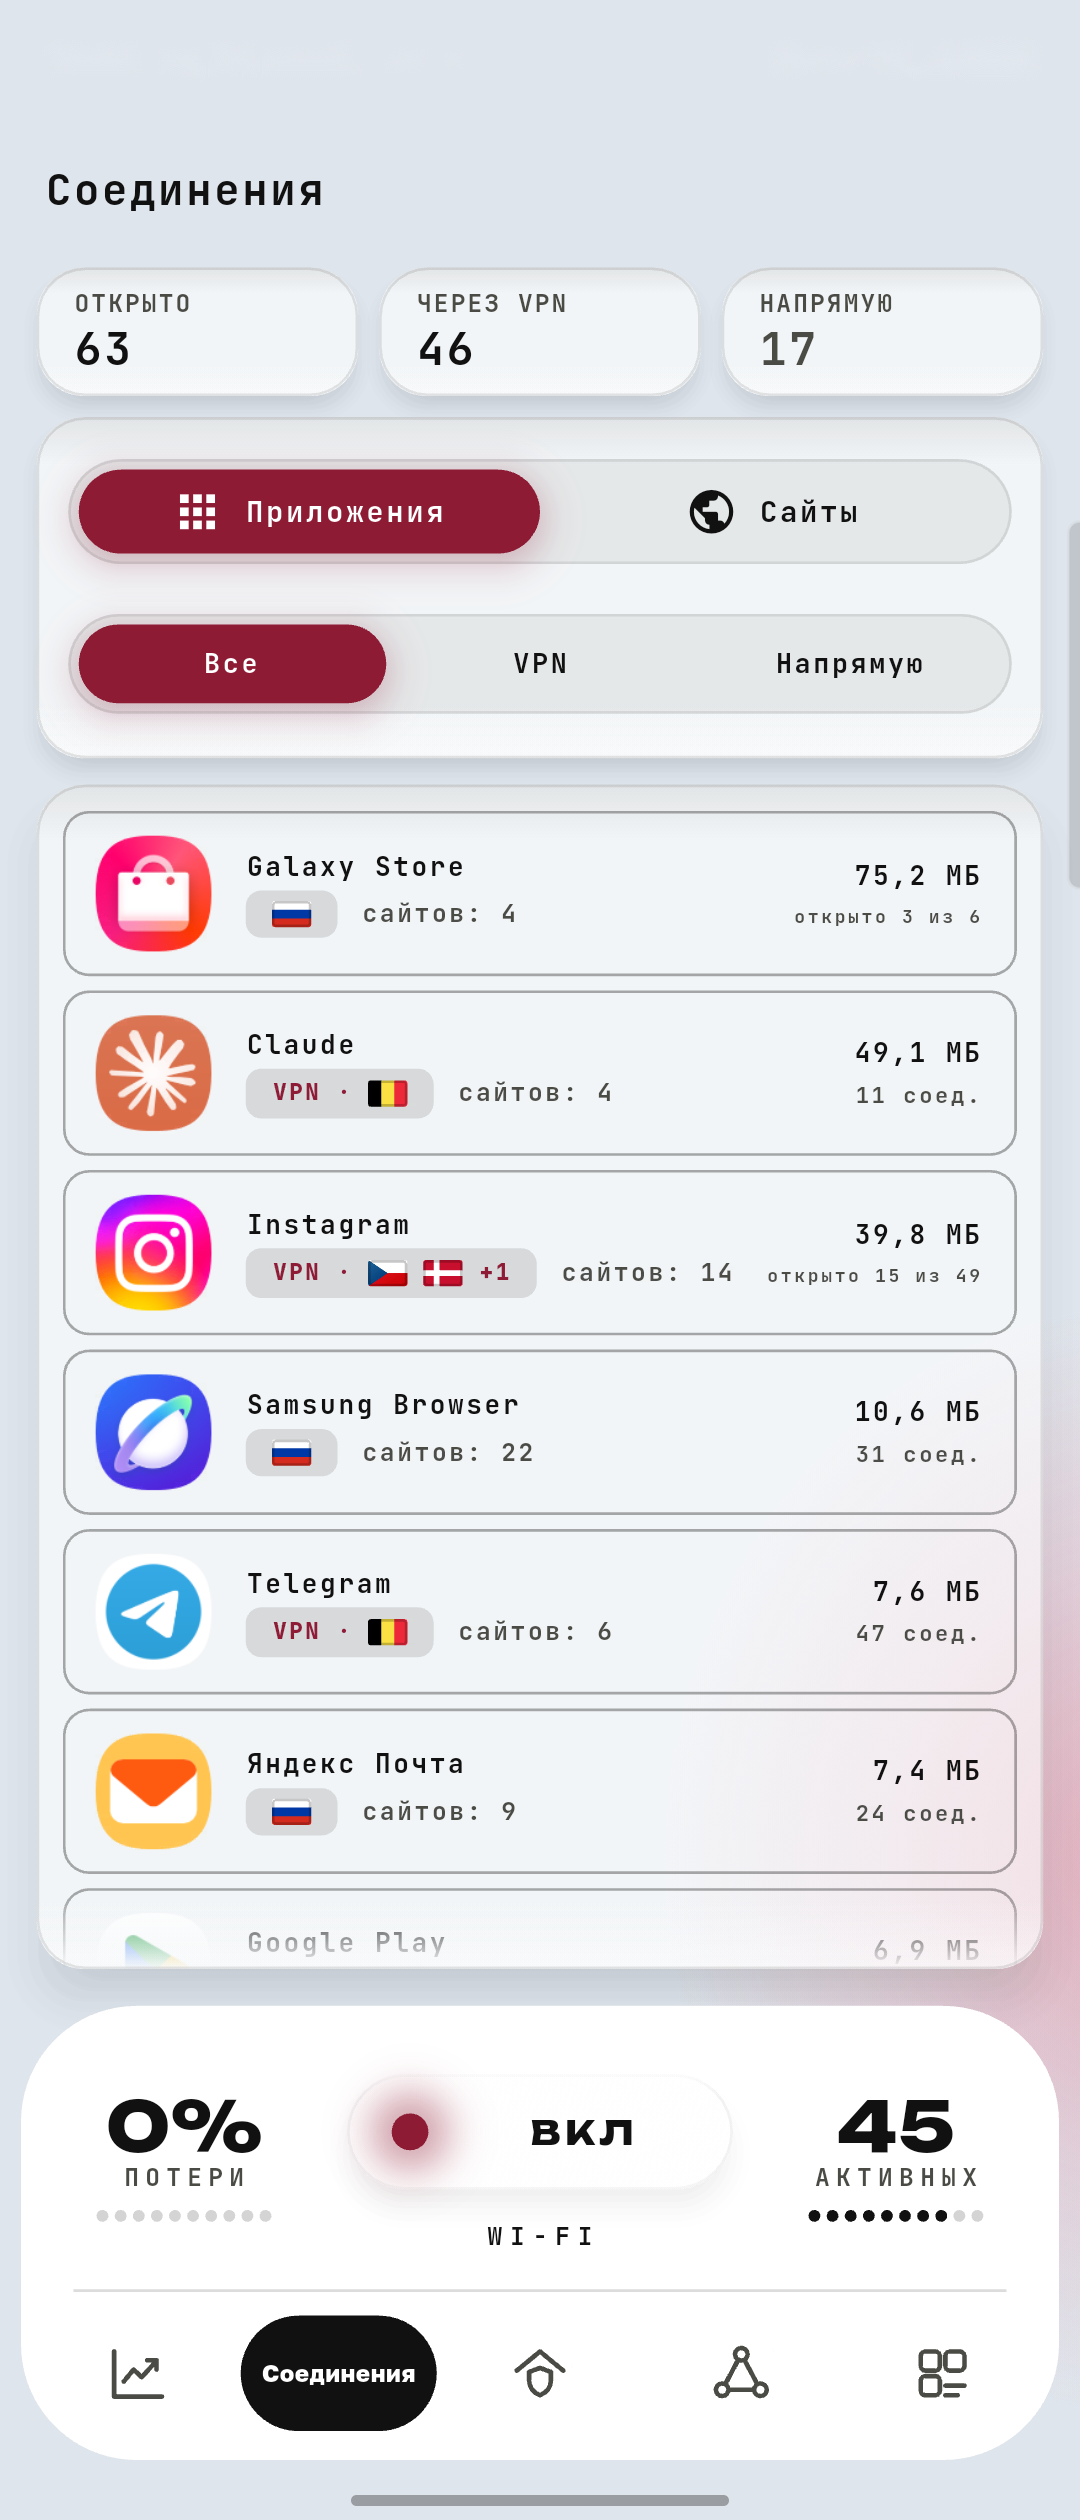 Соединения
ОТКРЫТО
63
ЧЕРЕЗ VPN
46
НАПРЯМУЮ
17
Приложения
Сайты
Все
VPN
Напрямую
Galaxy Store
75,2 МБ
сайтов: 4
открыто 3 из 6
Claude
49,1 МБ
VPN · сайтов: 4
11 соед.
Instagram
39,8 МБ
VPN · +1 сайтов: 14
открыто 15 из 49
Samsung Browser
10,6 МБ
сайтов: 22
31 соед.
Telegram
7,6 МБ
VPN · сайтов: 6
47 соед.
Яндекс Почта
7,4 МБ
сайтов: 9
24 соед.
Google Play
6,9 МБ
0%
ПОТЕРИ
ВКЛ
WI-FI
45
АКТИВНЫХ
Соединения